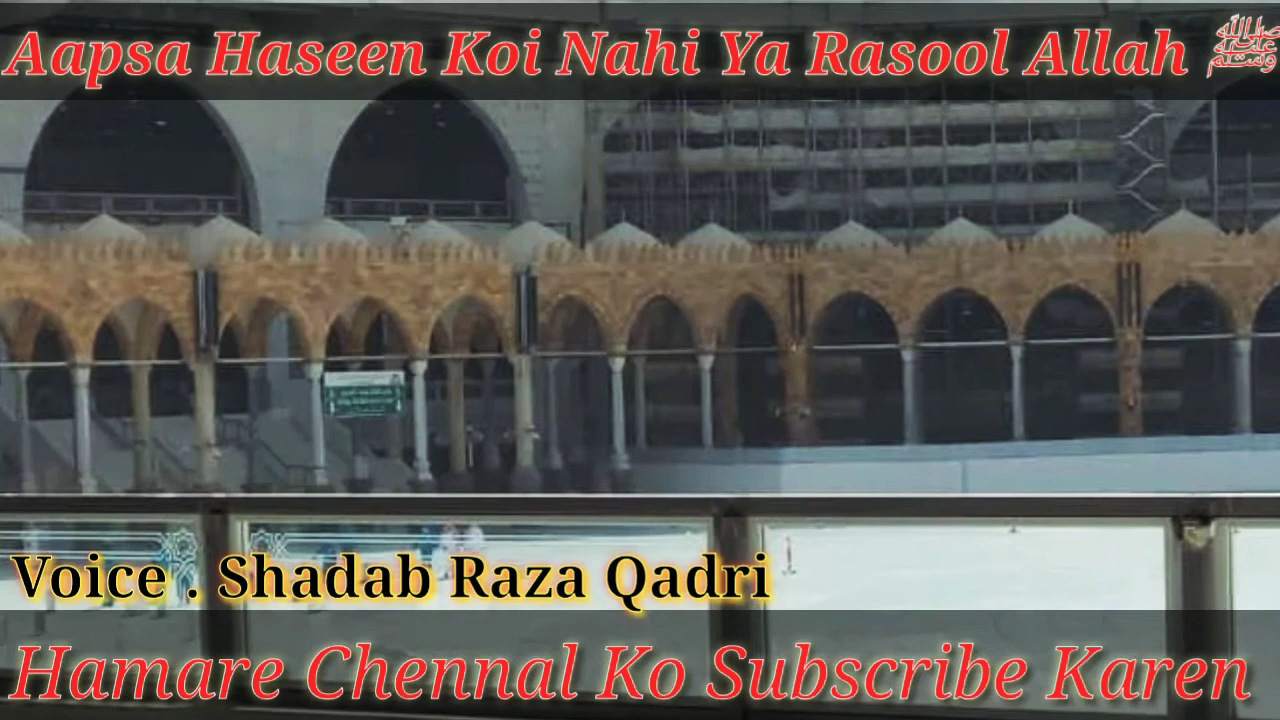 Aapsa Haseen Koi Nahi Ya Rasool Allah صلى الله عليه وسلم
Voice . Shadab Raza Qadri
Hamare Chennal Ko Subscribe Karen